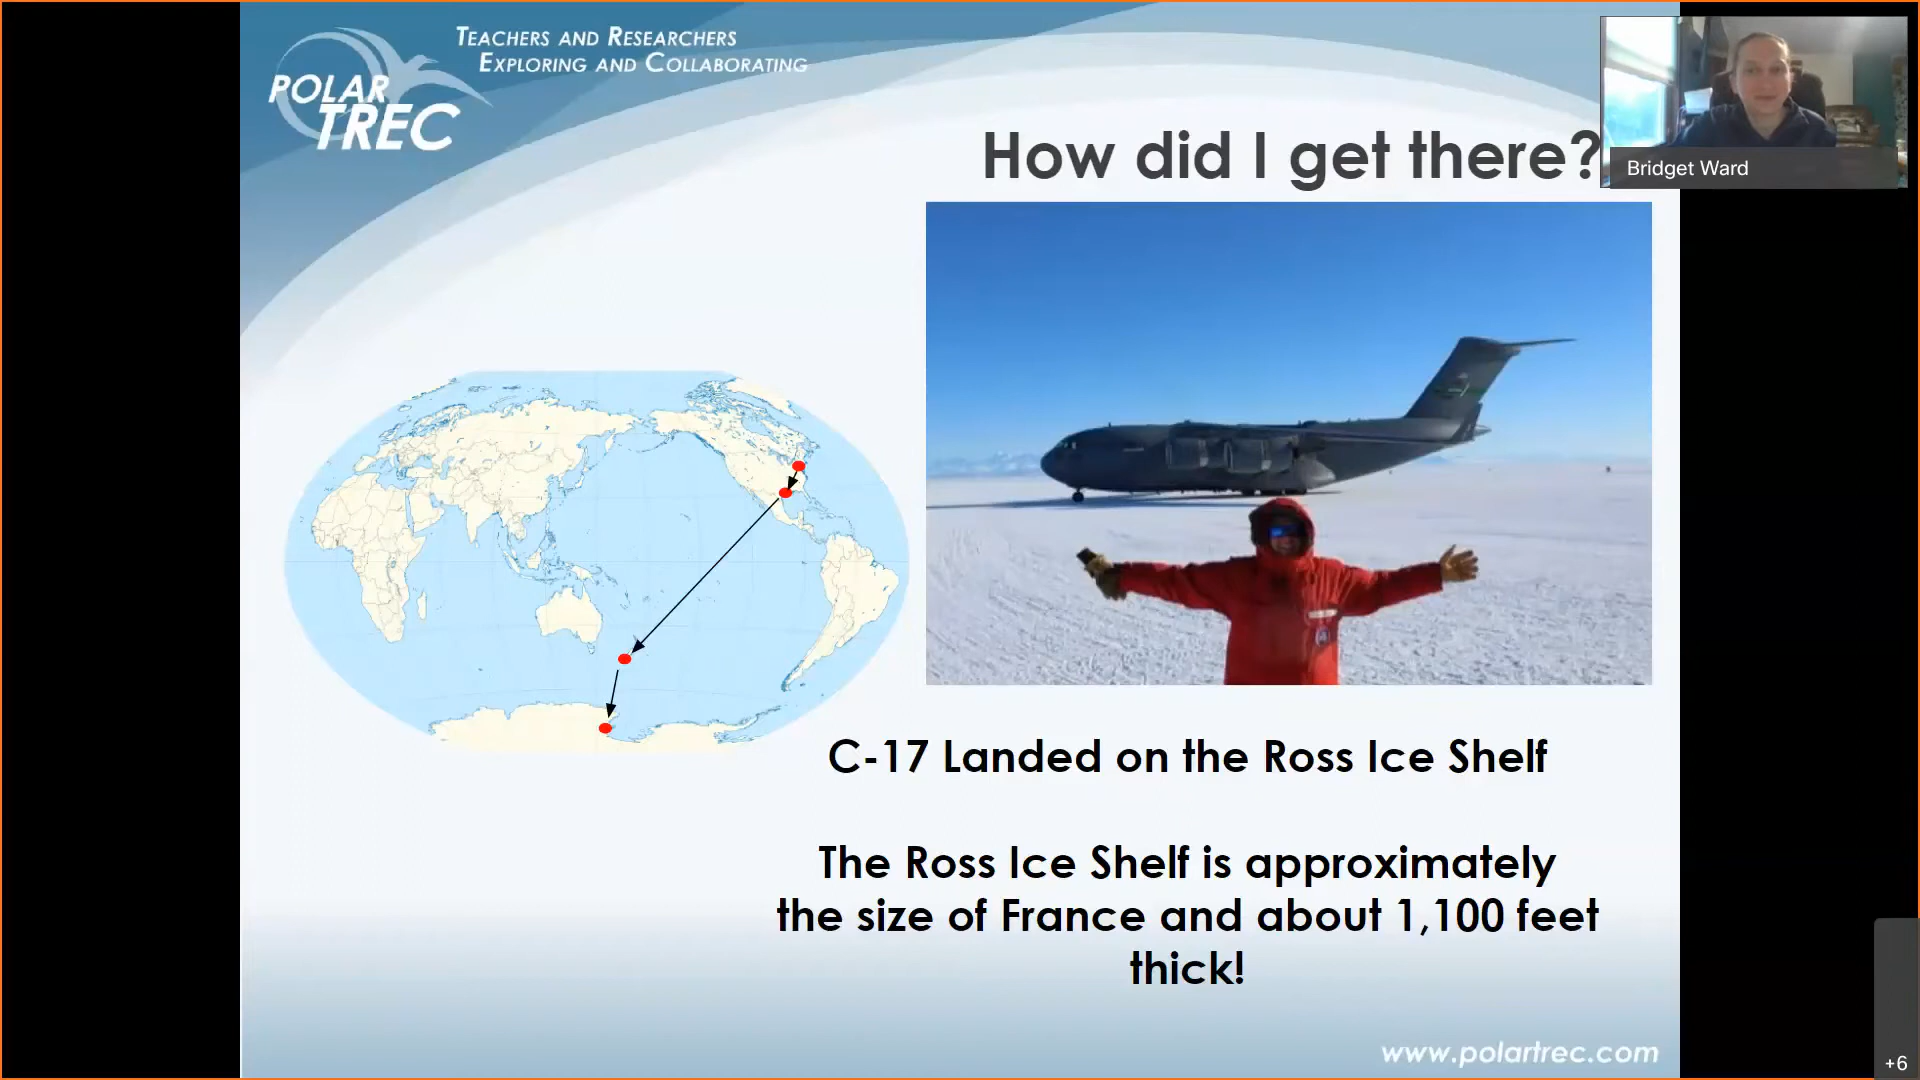 TEACHERS AND RESEARCHERS
EXPLORING AND COLLABORATING
POLAR
TREC
How did I get there?
Bridget Ward
C-17 Landed on the Ross Ice Shelf
The Ross Ice Shelf is approximately
the size of France and about 1,100 feet
thick!
www.polartrec.com
+6